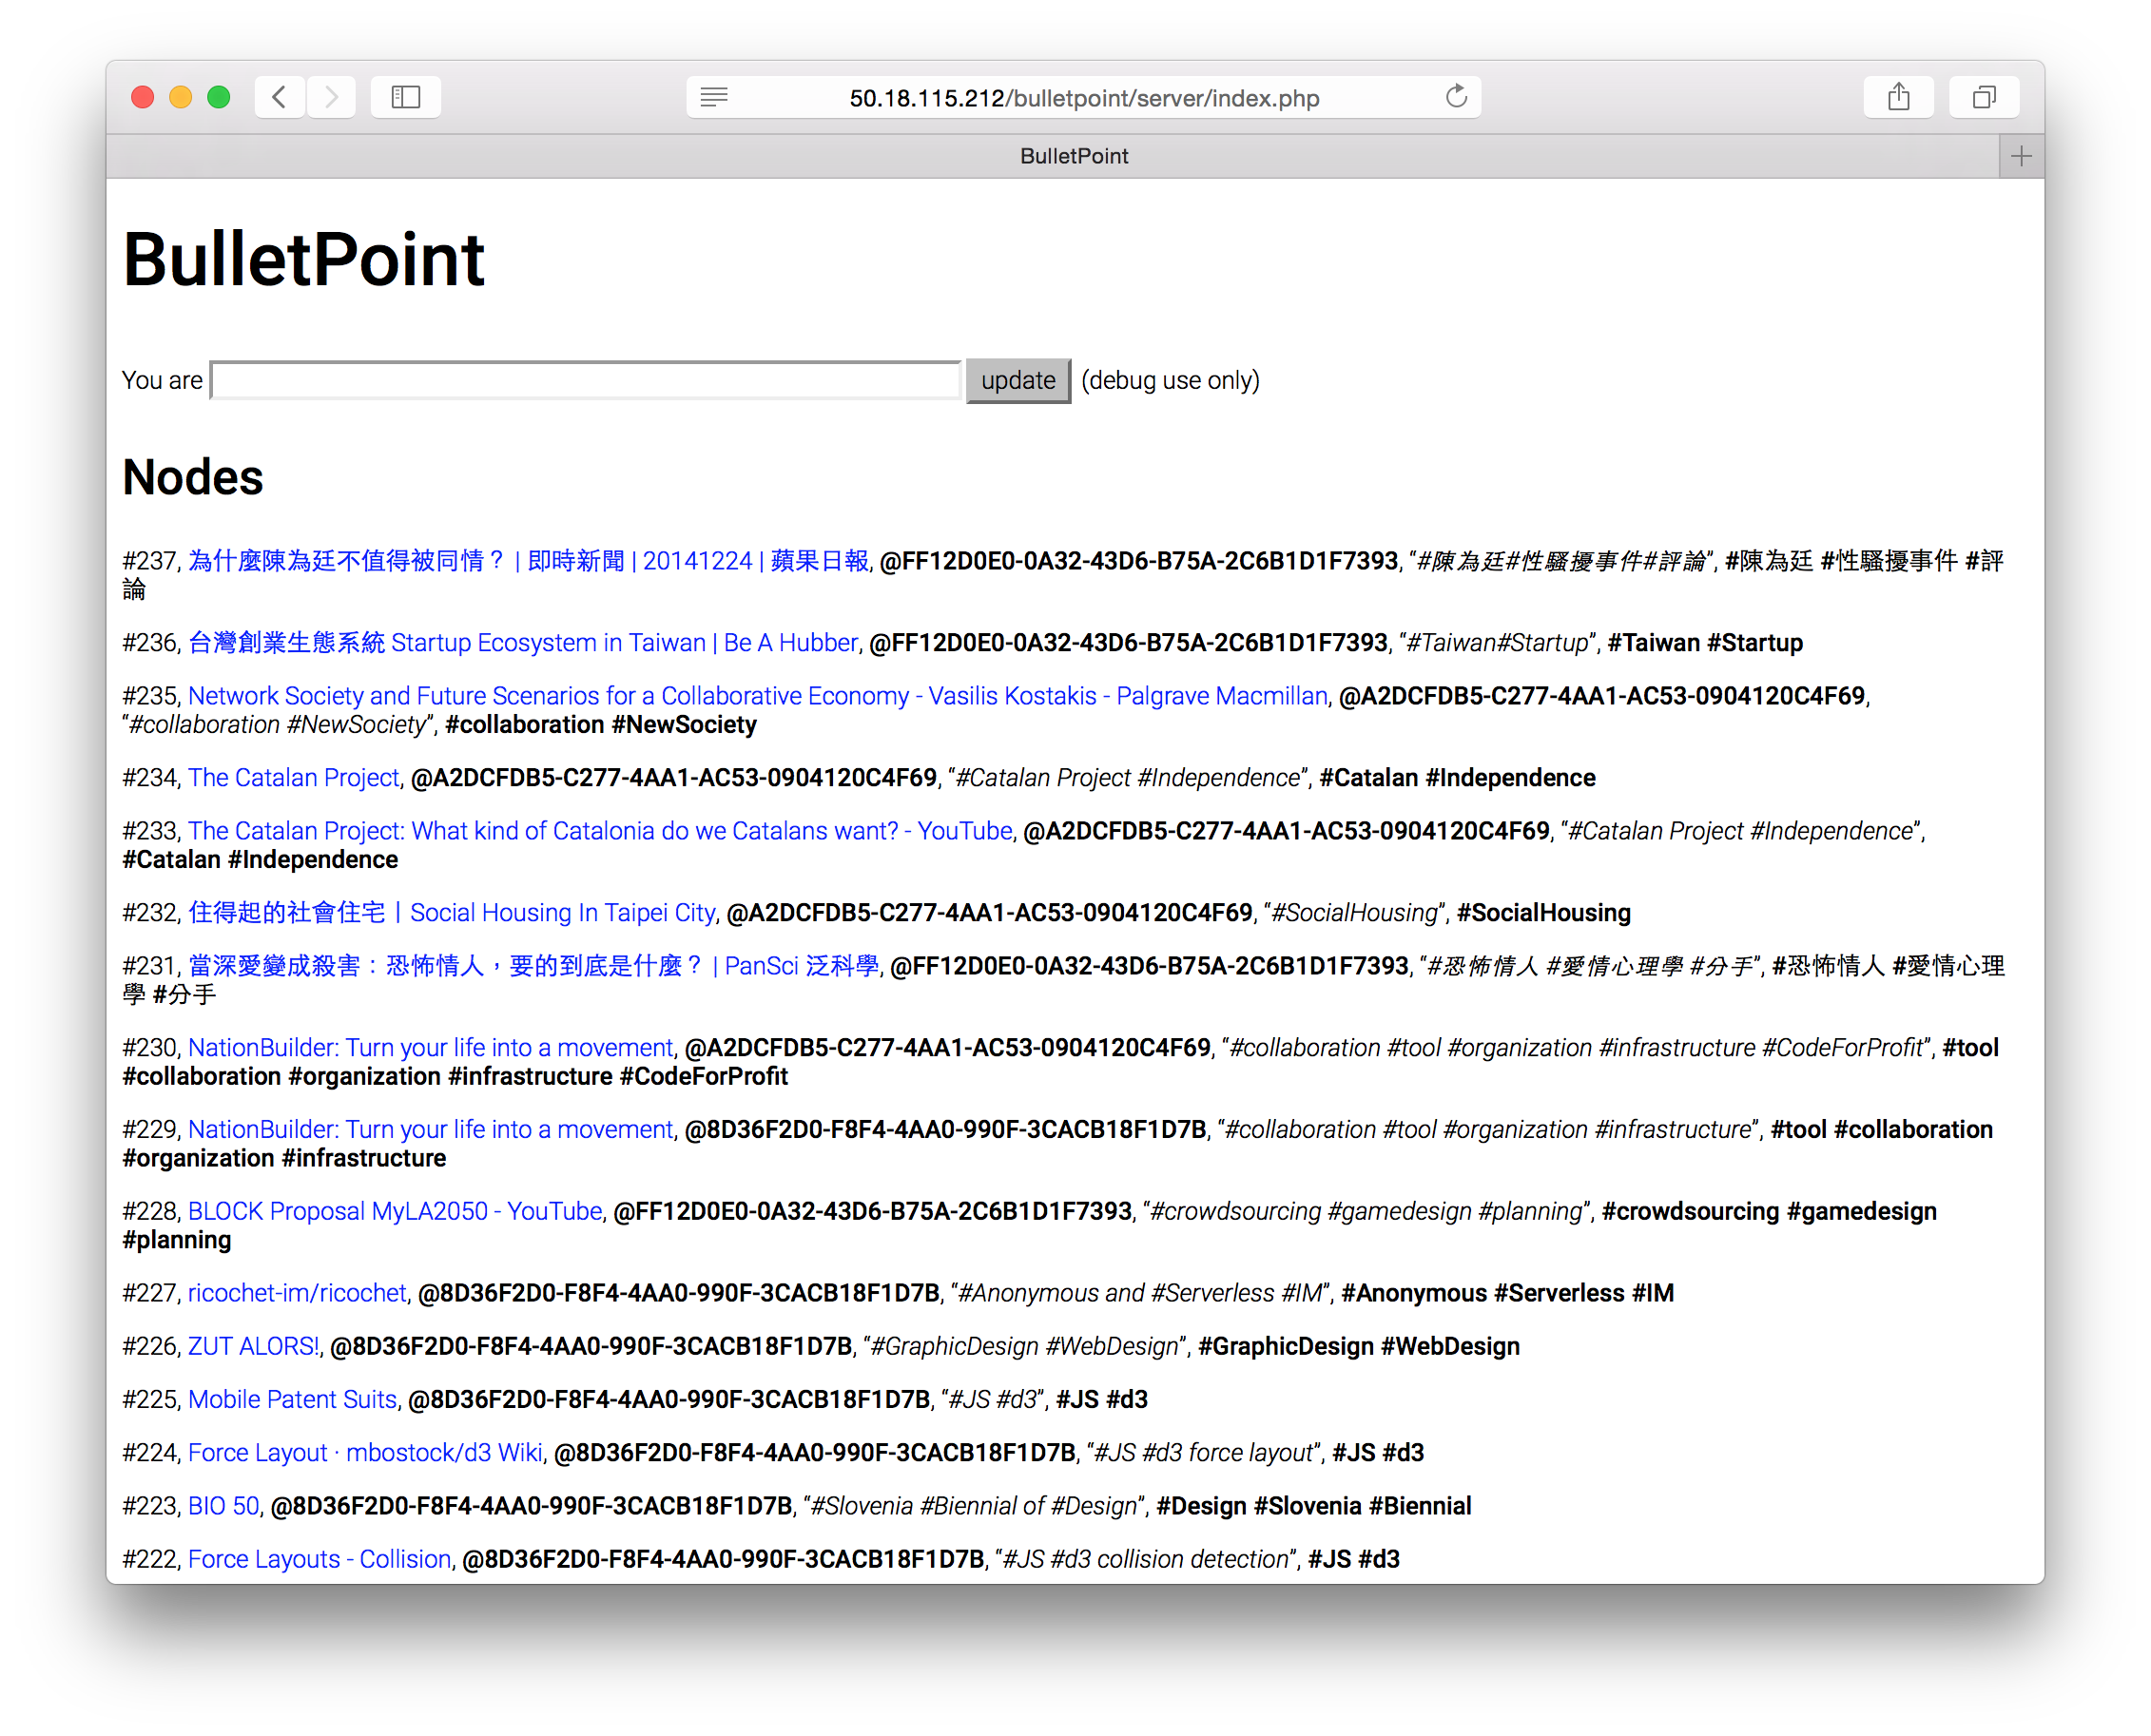 50.18.115.212/bulletpoint/server/index.php
BulletPoint
BulletPoint
You are update (debug use only)
Nodes
#237, 為什麼陳為廷不值得被同情？ | 即時新聞 | 20141224 | 蘋果日報, @FF12D0E0-0A32-43D6-B75A-2C6B1D1F7393, “#陳為廷#性騷擾事件#評論”, #陳為廷 #性騷擾事件 #評
論
#236, 台灣創業生態系統 Startup Ecosystem in Taiwan | Be A Hubber, @FF12D0E0-0A32-43D6-B75A-2C6B1D1F7393, “#Taiwan#Startup”, #Taiwan #Startup
#235, Network Society and Future Scenarios for a Collaborative Economy - Vasilis Kostakis - Palgrave Macmillan, @A2DCFDB5-C277-4AA1-AC53-0904120C4F69,
“#collaboration #NewSociety”, #collaboration #NewSociety
#234, The Catalan Project, @A2DCFDB5-C277-4AA1-AC53-0904120C4F69, “#Catalan Project #Independence”, #Catalan #Independence
#233, The Catalan Project: What kind of Catalonia do we Catalans want? - YouTube, @A2DCFDB5-C277-4AA1-AC53-0904120C4F69, “#Catalan Project #Independence”,
#Catalan #Independence
#232, 住得起的社會住宅丨Social Housing In Taipei City, @A2DCFDB5-C277-4AA1-AC53-0904120C4F69, “#SocialHousing”, #SocialHousing
#231, 當深愛變成殺害：恐怖情人，要的到底是什麼？ | PanSci 泛科學, @FF12D0E0-0A32-43D6-B75A-2C6B1D1F7393, “#恐怖情人 #愛情心理學 #分手”, #恐怖情人 #愛情心理
學 #分手
#230, NationBuilder: Turn your life into a movement, @A2DCFDB5-C277-4AA1-AC53-0904120C4F69, “#collaboration #tool #organization #infrastructure #CodeForProfit”, #tool
#collaboration #organization #infrastructure #CodeForProfit
#229, NationBuilder: Turn your life into a movement, @8D36F2D0-F8F4-4AA0-990F-3CACB18F1D7B, “#collaboration #tool #organization #infrastructure”, #tool #collaboration
#organization #infrastructure
#228, BLOCK Proposal MyLA2050 - YouTube, @FF12D0E0-0A32-43D6-B75A-2C6B1D1F7393, “#crowdsourcing #gamedesign #planning”, #crowdsourcing #gamedesign
#planning
#227, ricochet-im/ricochet, @8D36F2D0-F8F4-4AA0-990F-3CACB18F1D7B, “#Anonymous and #Serverless #IM”, #Anonymous #Serverless #IM
#226, ZUT ALORS!, @8D36F2D0-F8F4-4AA0-990F-3CACB18F1D7B, “#GraphicDesign #WebDesign”, #GraphicDesign #WebDesign
#225, Mobile Patent Suits, @8D36F2D0-F8F4-4AA0-990F-3CACB18F1D7B, “#JS #d3”, #JS #d3
#224, Force Layout · mbostock/d3 Wiki, @8D36F2D0-F8F4-4AA0-990F-3CACB18F1D7B, “#JS #d3 force layout”, #JS #d3
#223, BIO 50, @8D36F2D0-F8F4-4AA0-990F-3CACB18F1D7B, “#Slovenia #Biennial of #Design”, #Design #Slovenia #Biennial
#222, Force Layouts - Collision, @8D36F2D0-F8F4-4AA0-990F-3CACB18F1D7B, “#JS #d3 collision detection”, #JS #d3